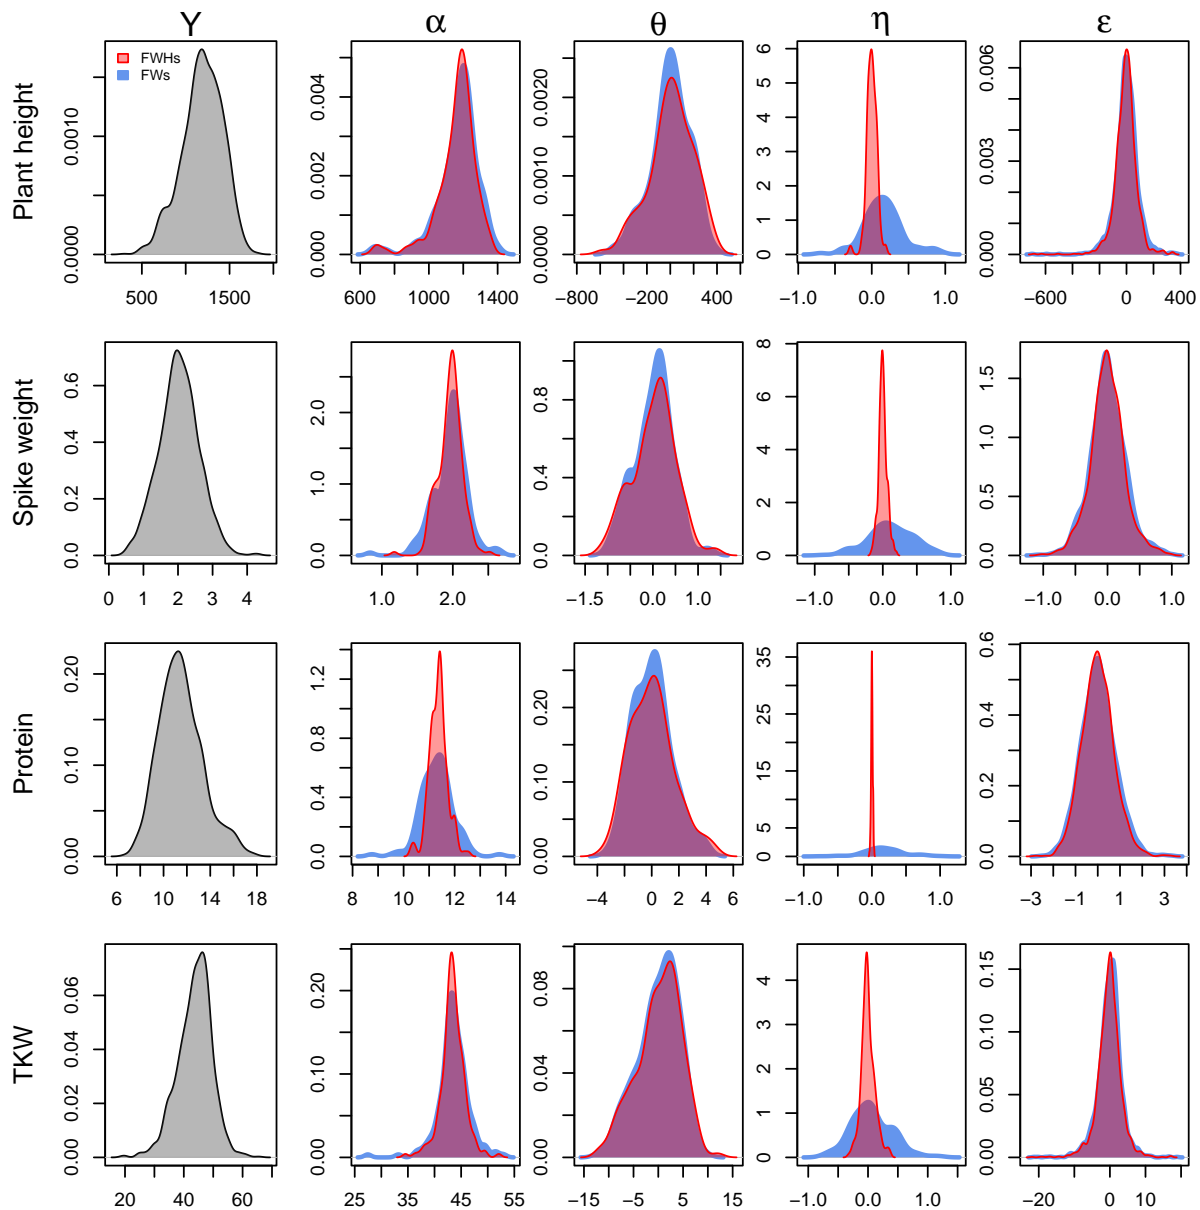 Y α θ η ε
Plant height
FWHs
FWs
0.0000 0.0010
500 1500
0.000 0.002 0.004
600 1000 1400
0.0000 0.0010 0.0020
−800 −200 400
0 1 2 3 4 5 6
−1.0 0.0 1.0
0.000 0.003 0.006
−600 0 400
Spike weight
0.0 0.2 0.4 0.6
0 1 2 3 4
0.0 1.0 2.0
1.0 2.0
0.0 0.4 0.8
−1.5 0.0 1.0
0 2 4 6 8
−1.0 0.0 1.0
0.0 0.5 1.0 1.5
−1.0 0.0 1.0
Protein
0.00 0.10 0.20
6 10 14 18
0.0 0.4 0.8 1.2
8 10 12 14
0.00 0.10 0.20
−4 0 2 4 6
0 5 15 25 35
−1.0 0.0 1.0
0.0 0.2 0.4 0.6
−3 −1 1 3
TKW
0.00 0.02 0.04 0.06
20 40 60
0.00 0.10 0.20
25 35 45 55
0.00 0.04 0.08
−15 −5 5 15
0 1 2 3 4
−1.0 0.0 1.0
0.00 0.05 0.10 0.15
−20 0 10